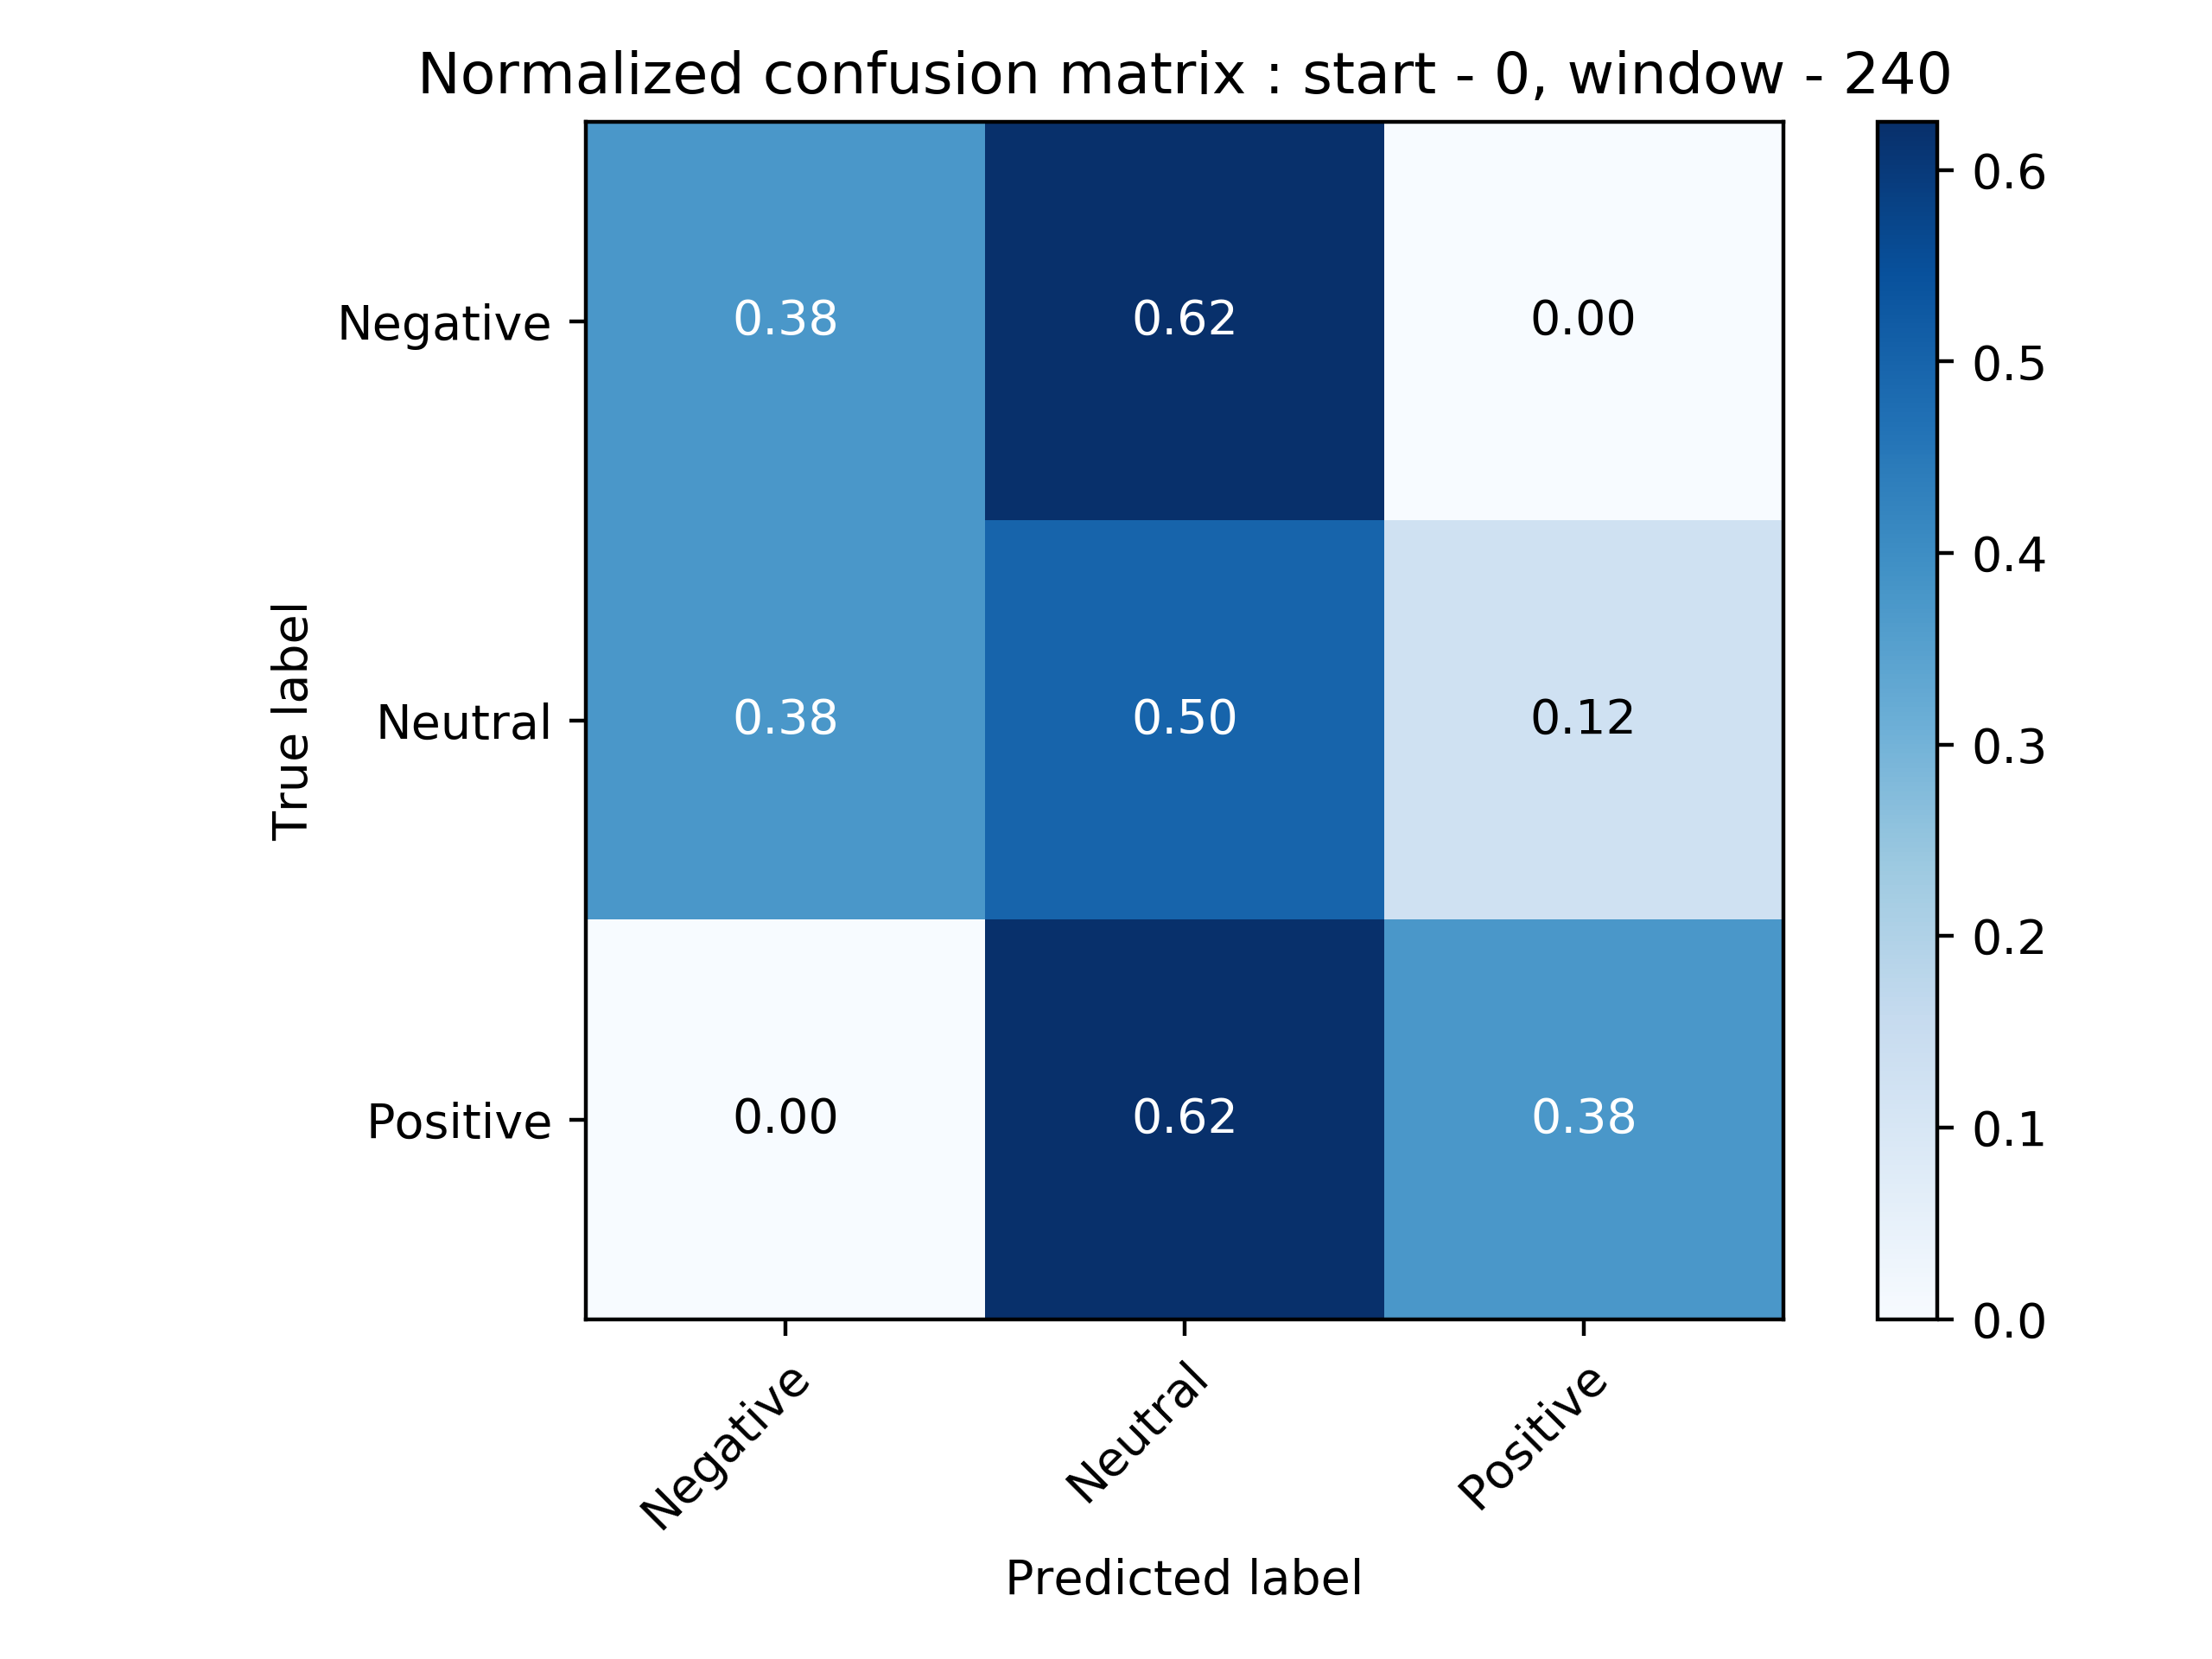 Normalized confusion matrix : start - 0, window - 240
True label
Negative
0.38 0.62 0.00
Neutral
0.38 0.50 0.12
Positive
0.00 0.62 0.38
Negative
Neutral
Positive
Predicted label
0.6
0.5
0.4
0.3
0.2
0.1
0.0